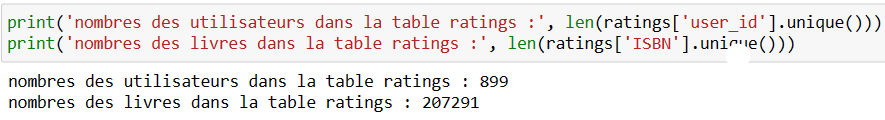 print('nombres des utilisateurs dans la table ratings :', len(ratings['user_id'].unique()))
print('nombres des livres dans la table ratings :', len(ratings['ISBN'].unique()))
nombres des utilisateurs dans la table ratings : 899
nombres des livres dans la table ratings : 207291